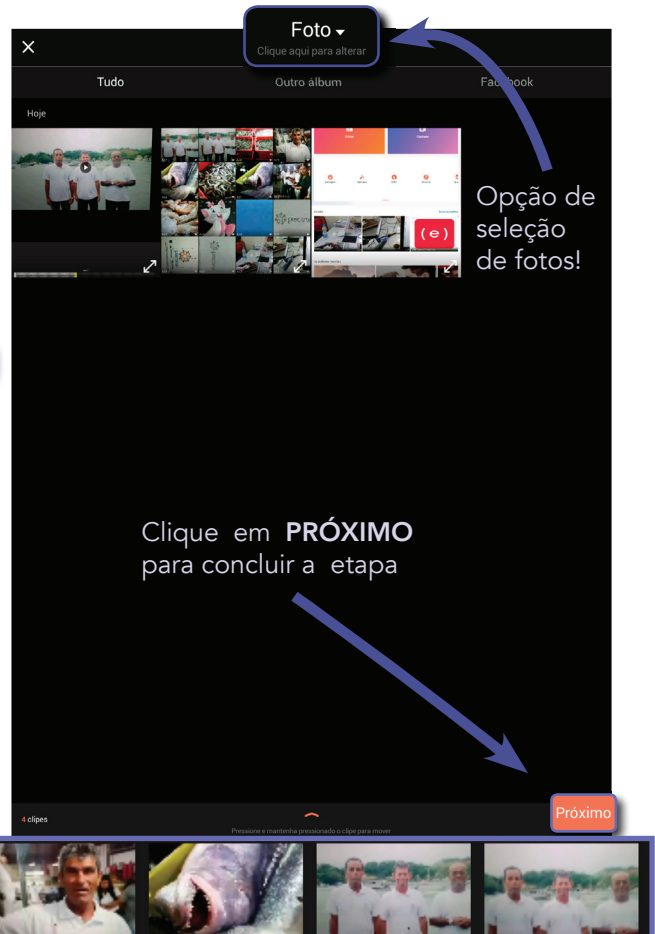 Foto
Clique aqui para alterar
Tudo
Outro álbum
Facebook
Hoje
(e)
Opção de
seleção
de fotos!
Clique em PRÓXIMO
para concluir a etapa
4 clipes
Próximo
Pressione e mantenha pressionado o clipe para mover